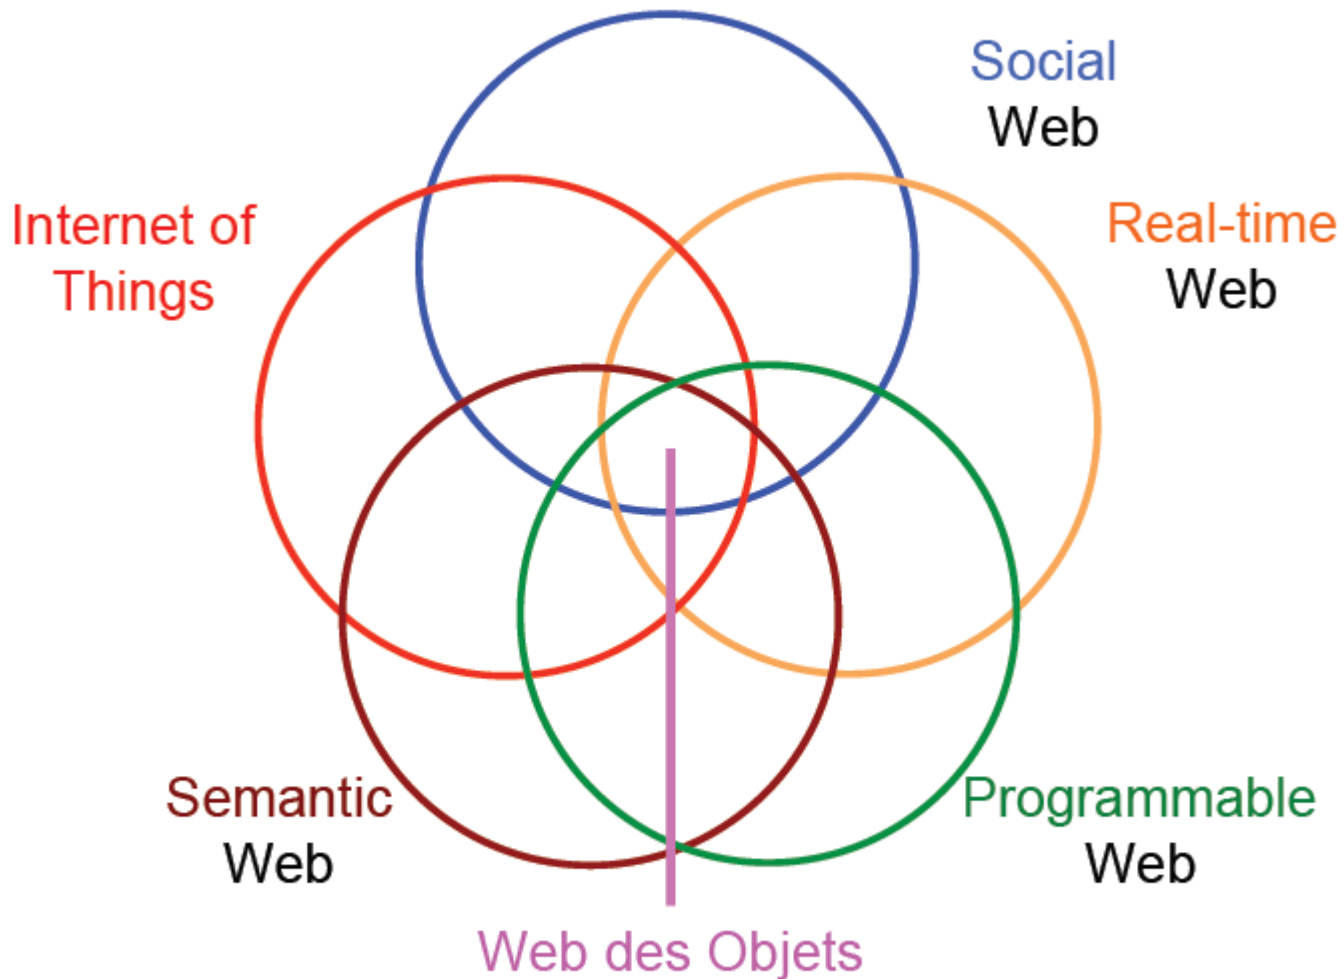 Social
Web
Internet of
Things
Real-time
Web
Semantic
Web
Programmable
Web
Web des Objets